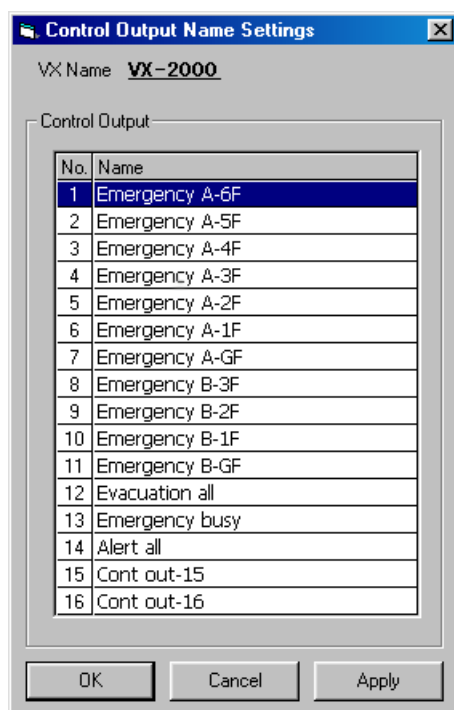 Control Output Name Settings
VX Name VX-2000
Control Output
No. Name
1 Emergency A-6F
2 Emergency A-5F
3 Emergency A-4F
4 Emergency A-3F
5 Emergency A-2F
6 Emergency A-1F
7 Emergency A-GF
8 Emergency B-3F
9 Emergency B-2F
10 Emergency B-1F
11 Emergency B-GF
12 Evacuation all
13 Emergency busy
14 Alert all
15 Cont out-15
16 Cont out-16
OK Cancel Apply